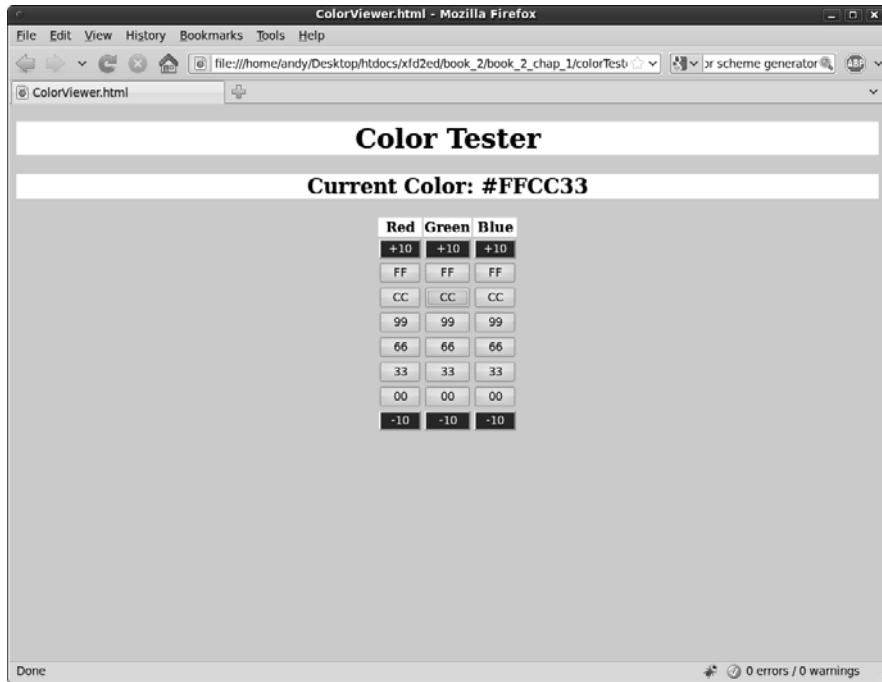 ColorViewer.html - Mozilla Firefox
File Edit View History Bookmarks Tools Help
file:///home/andy/Desktop/htdocs/xfd2ed/book_2/book_2_chap_1/colorTest scheme generator ABP
ColorViewer.html
Color Tester
Current Color: #FFCC33
Red Green Blue
+10 +10 +10
FF FF FF
CC CC CC
99 99 99
66 66 66
33 33 33
00 00 00
-10 -10 -10
Done 0 errors / 0 warnings